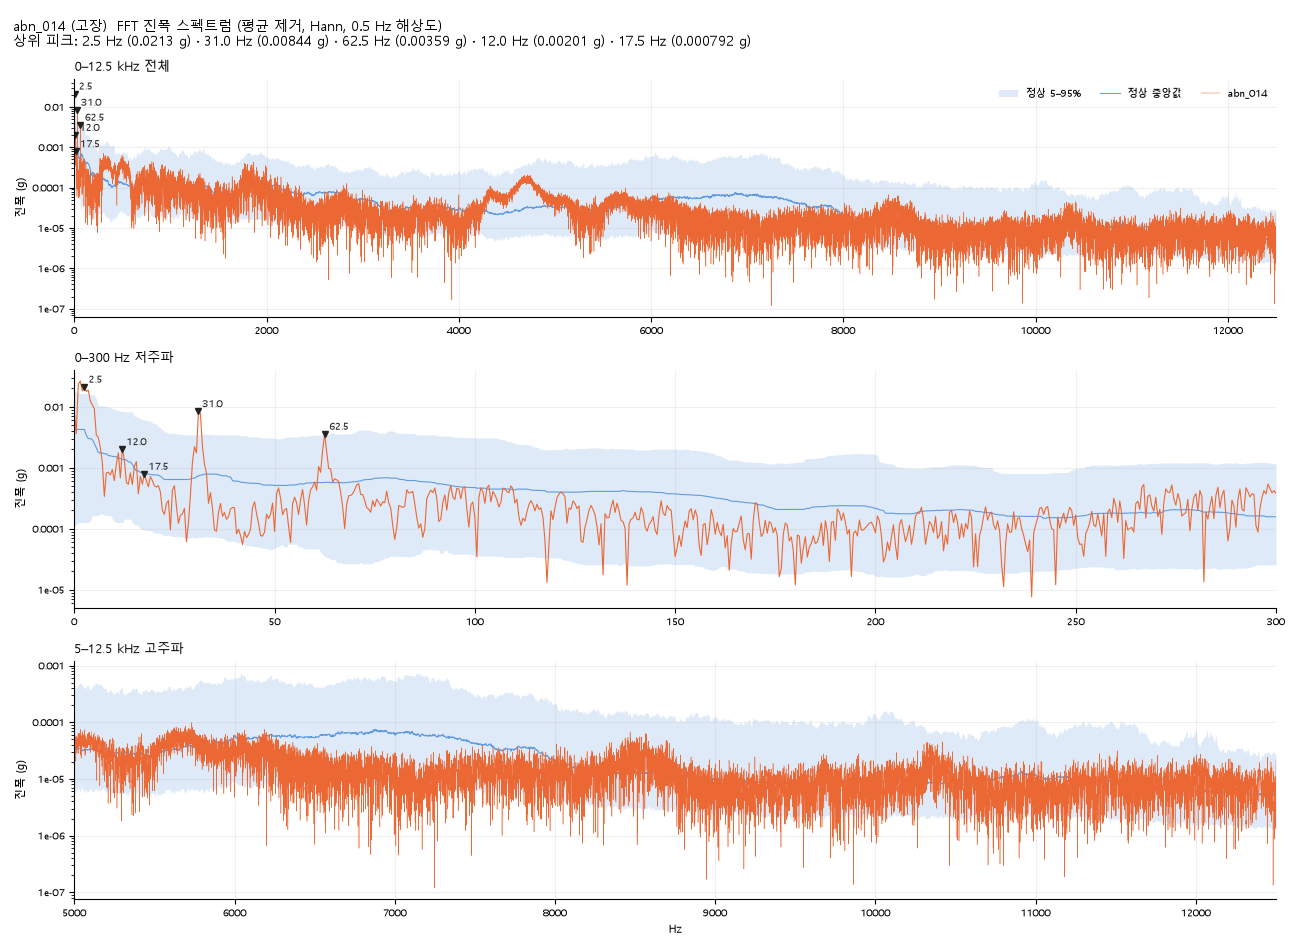 abn_014 (고장) FFT 진폭 스펙트럼 (평균 제거, Hann, 0.5 Hz 해상도)
상위 피크: 2.5 Hz (0.0213 g) · 31.0 Hz (0.00844 g) · 62.5 Hz (0.00359 g) · 12.0 Hz (0.00201 g) · 17.5 Hz (0.000792 g)
0–12.5 kHz 전체
2.5
31.0
62.5
12.0
17.5
정상 5–95%
정상 중앙값
abn_014
진폭 (g)
0.01
0.001
0.0001
1e-05
1e-06
1e-07
0 2000 4000 6000 8000 10000 12000
0–300 Hz 저주파
2.5
31.0
62.5
12.0
17.5
진폭 (g)
0.01
0.001
0.0001
1e-05
0 50 100 150 200 250 300
5–12.5 kHz 고주파
진폭 (g)
0.001
0.0001
1e-05
1e-06
1e-07
5000 6000 7000 8000 9000 10000 11000 12000
Hz